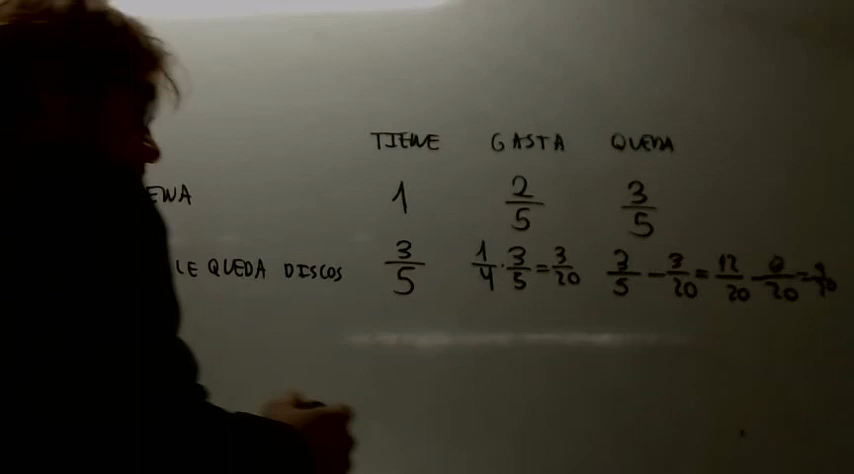 TIENE GASTA QUEDA
1 2/5 3/5
LE QUEDA DISCOS 3/5 1/4 · 3/5 = 3/20 3/5 - 3/20 = 12/20 -